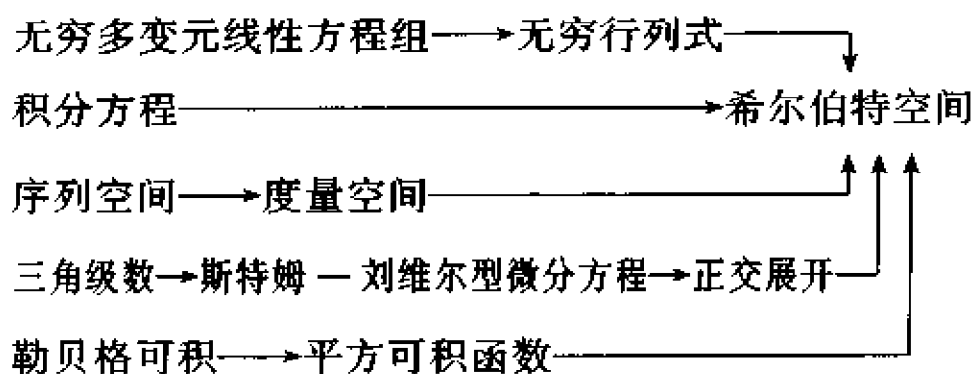 无穷多变元线性方程组→无穷行列式
积分方程→希尔伯特空间
序列空间→度量空间
三角级数→斯特姆—刘维尔型微分方程→正交展开
勒贝格可积→平方可积函数